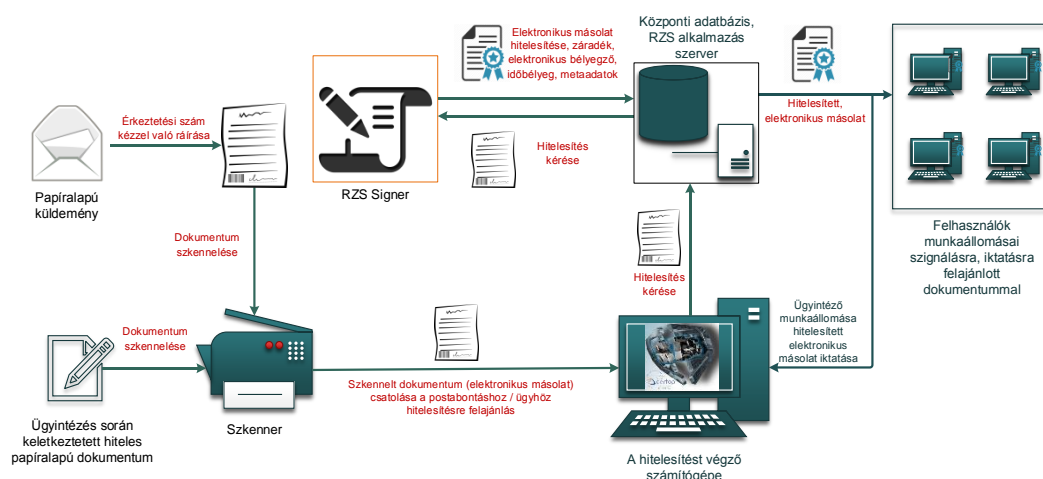 Elektronikus másolat
hitelesítése, záradék,
elektronikus bélyegző,
időbélyeg, metaadatok
Központi adatbázis,
RZS alkalmazás
szerver
Hitelesített,
elektronikus másolat
Érkeztetési szám
kézzel való ráírása
Hitelesítés
kérése
Papíralapú
küldemény
RZS Signer
Felhasználók
munkaállomásai
szignálásra, iktatásra
felajánlott
dokumentummal
Dokumentum
szkennelése
Hitelesítés
kérése
Ügyintéző
munkaállomása
hitelesített
elektronikus
másolat iktatása
Dokumentum
szkennelése
Szkennelt dokumentum (elektronikus másolat)
csatolása a postabontáshoz / ügyhöz
hitelesítésre felajánlás
Szkenner
Ügyintézés során
keletkeztetett hiteles
papíralapú dokumentum
A hitelesítést végző
számítógépe